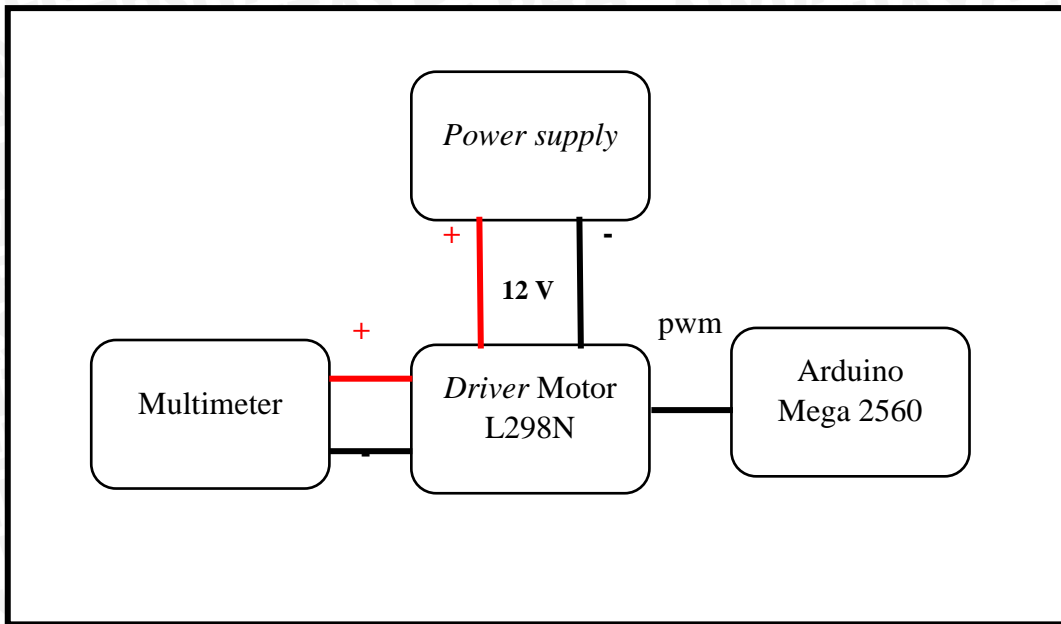 Power supply
+
-
12 V
+
pwm
Multimeter
-
Driver Motor
L298N
Arduino
Mega 2560